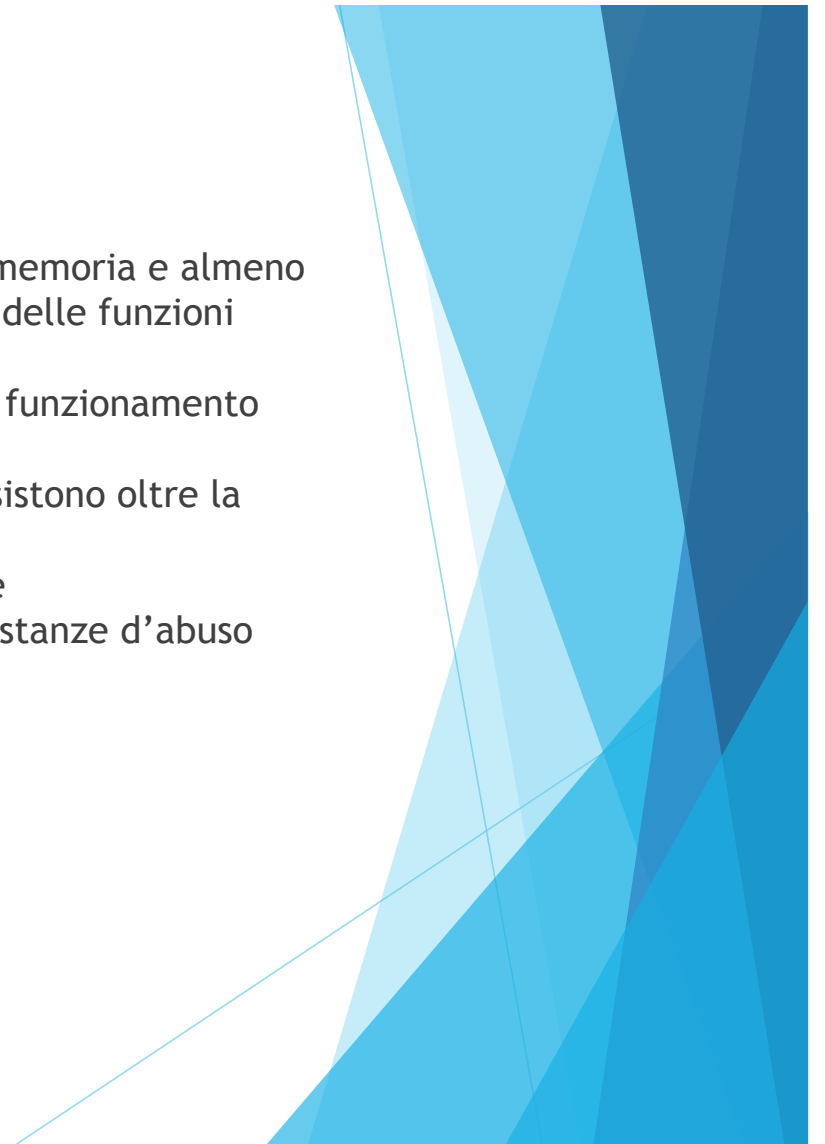 memoria e almeno
delle funzioni
funzionamento
sistono oltre la
e
stanze d'abuso